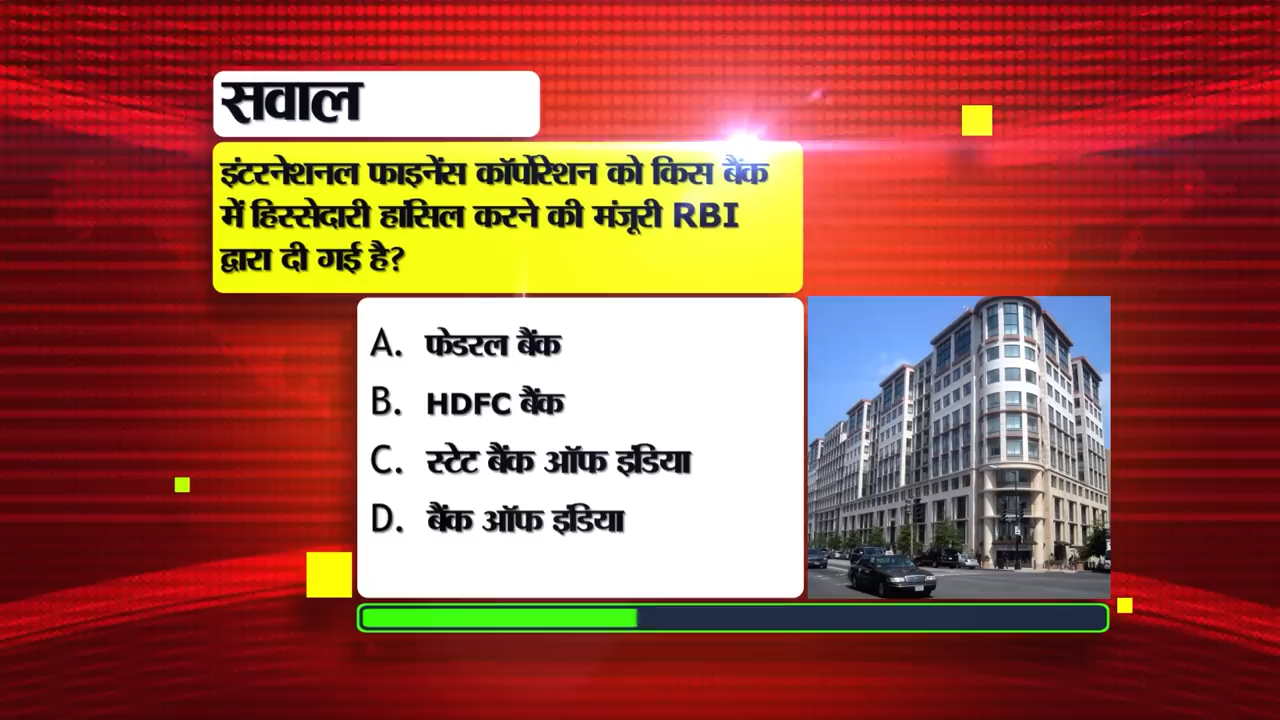 सवाल
इंटरनेशनल फाइनेंस कॉर्पोरेशन को किस बैंक
में हिस्सेदारी हांसिल करने की मंजूरी RBI
द्वारा दी गई है?
A. फेडरल बैंक
B. HDFC बैंक
C. स्टेट बैंक ऑफ इंडिया
D. बैंक ऑफ इंडिया